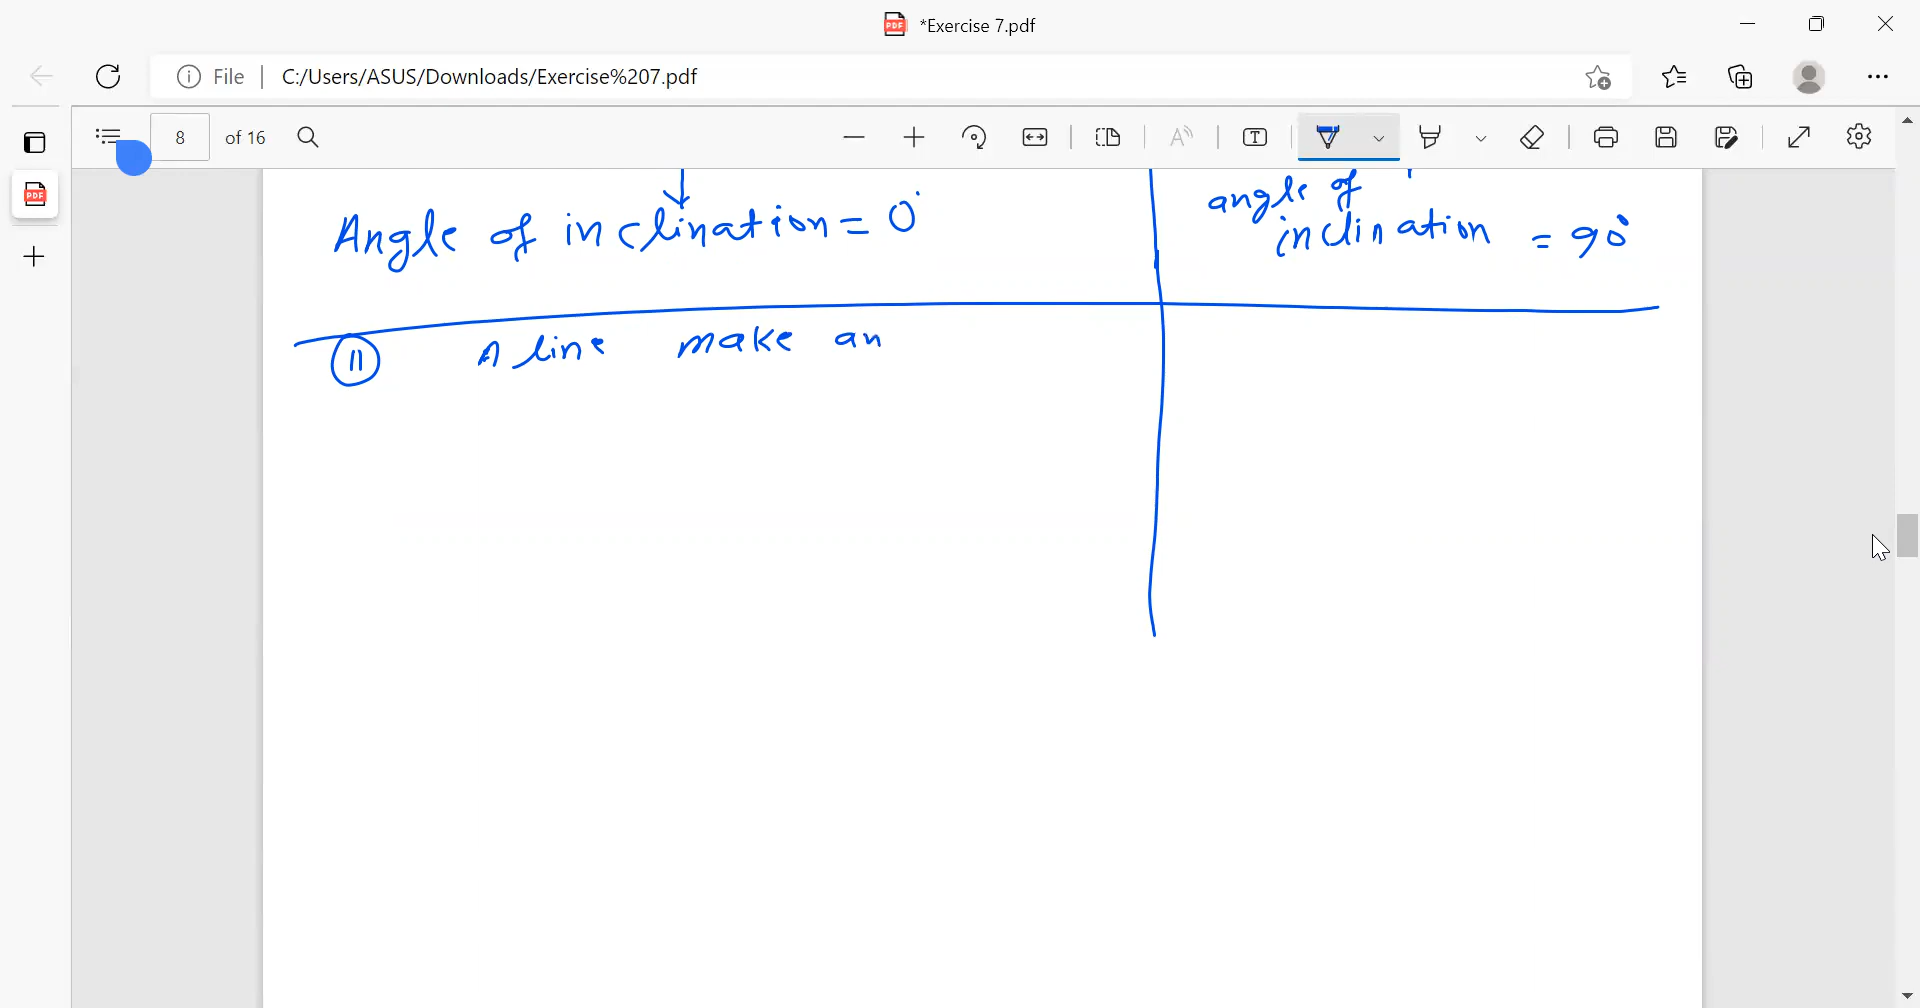 *Exercise 7.pdf
File C:/Users/ASUS/Downloads/Exercise%207.pdf
8 of 16
Angle of inclination = 0°
angle of
inclination = 90°
11 A line make an